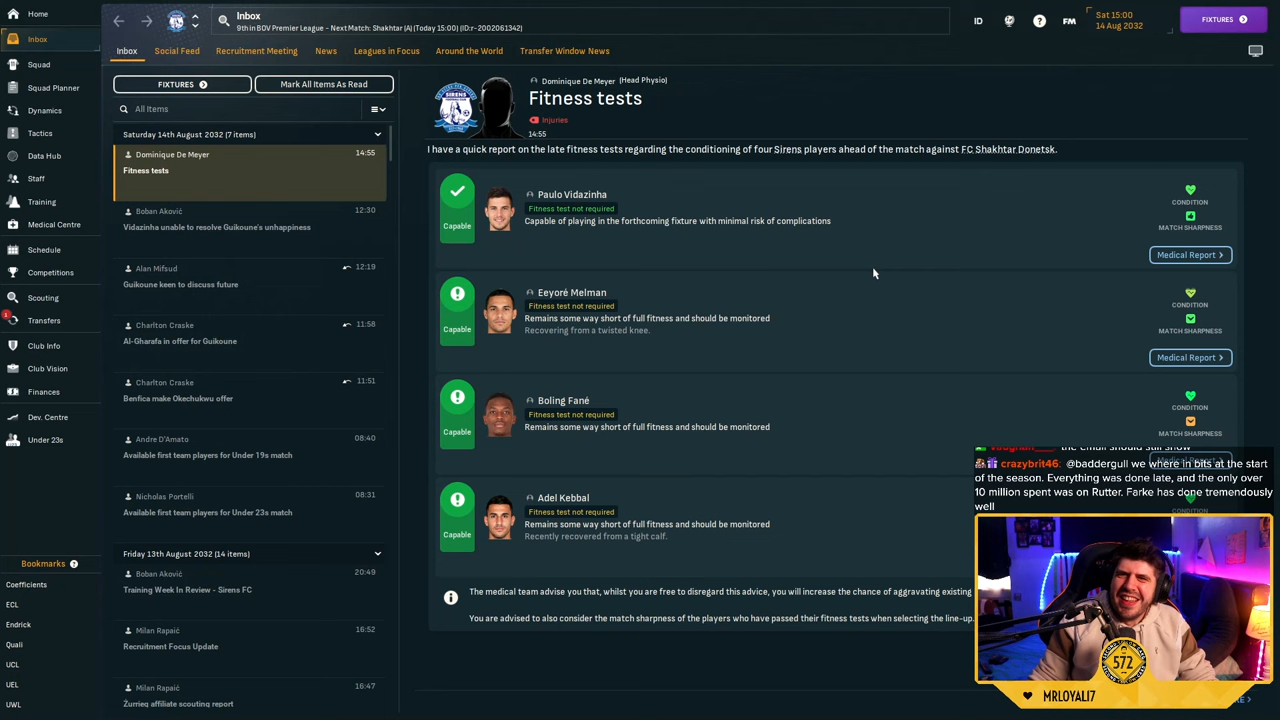 Home
Inbox
Squad
Squad Planner
Dynamics
Tactics
Data Hub
Staff
Training
Medical Centre
Schedule
Competitions
Scouting
1
Transfers
Club Info
Club Vision
Finances
Dev. Centre
Under 23s
Bookmarks
Coefficients
ECL
Endrick
Quali
UCL
UEL
UWL
Inbox
9th in BOV Premier League - Next Match: Shakhtar (A) (Today 15:00) (ID:r-2002061342)
ID
FM
Sat 15:00
14 Aug 2032
FIXTURES
Inbox
Social Feed
Recruitment Meeting
News
Leagues in Focus
Around the World
Transfer Window News
FIXTURES
Mark All Items As Read
All Items
Saturday 14th August 2032 (7 items)
Dominique De Meyer 14:55
Fitness tests
Boban Aković 12:30
Vidazinha unable to resolve Guikoune's unhappiness
Alan Mifsud 12:19
Guikoune keen to discuss future
Charlton Craske 11:58
Al-Gharafa in offer for Guikoune
Charlton Craske 11:51
Benfica make Okechukwu offer
Andre D'Amato 08:40
Available first team players for Under 19s match
Nicholas Portelli 08:31
Available first team players for Under 23s match
Friday 13th August 2032 (14 items)
Boban Aković 20:49
Training Week In Review - Sirens FC
Milan Rapaić 16:52
Recruitment Focus Update
Milan Rapaić 16:47
Żurrieq affiliate scouting report
Dominique De Meyer (Head Physio)
Fitness tests
Injuries
14:55
I have a quick report on the late fitness tests regarding the conditioning of four Sirens players ahead of the match against FC Shakhtar Donetsk.
Capable
Paulo Vidazinha
Fitness test not required
Capable of playing in the forthcoming fixture with minimal risk of complications
CONDITION
MATCH SHARPNESS
Medical Report
Capable
Eeyoré Melman
Fitness test not required
Remains some way short of full fitness and should be monitored
Recovering from a twisted knee.
CONDITION
MATCH SHARPNESS
Medical Report
Capable
Boling Fané
Fitness test not required
Remains some way short of full fitness and should be monitored
CONDITION
MATCH SHARPNESS
Capable
Adel Kebbal
Fitness test not required
Remains some way short of full fitness and should be monitored
Recently recovered from a tight calf.
The medical team advise you that, whilst you are free to disregard this advice, you will increase the chance of aggravating existing
You are advised to also consider the match sharpness of the players who have passed their fitness tests when selecting the line-up.
the email should still show
crazybrit46: @baddergull we where in bits at the start
of the season. Everything was done late, and the only over
10 million spent was on Rutter. Farke has done tremendously
well
572
MRLOYAL17